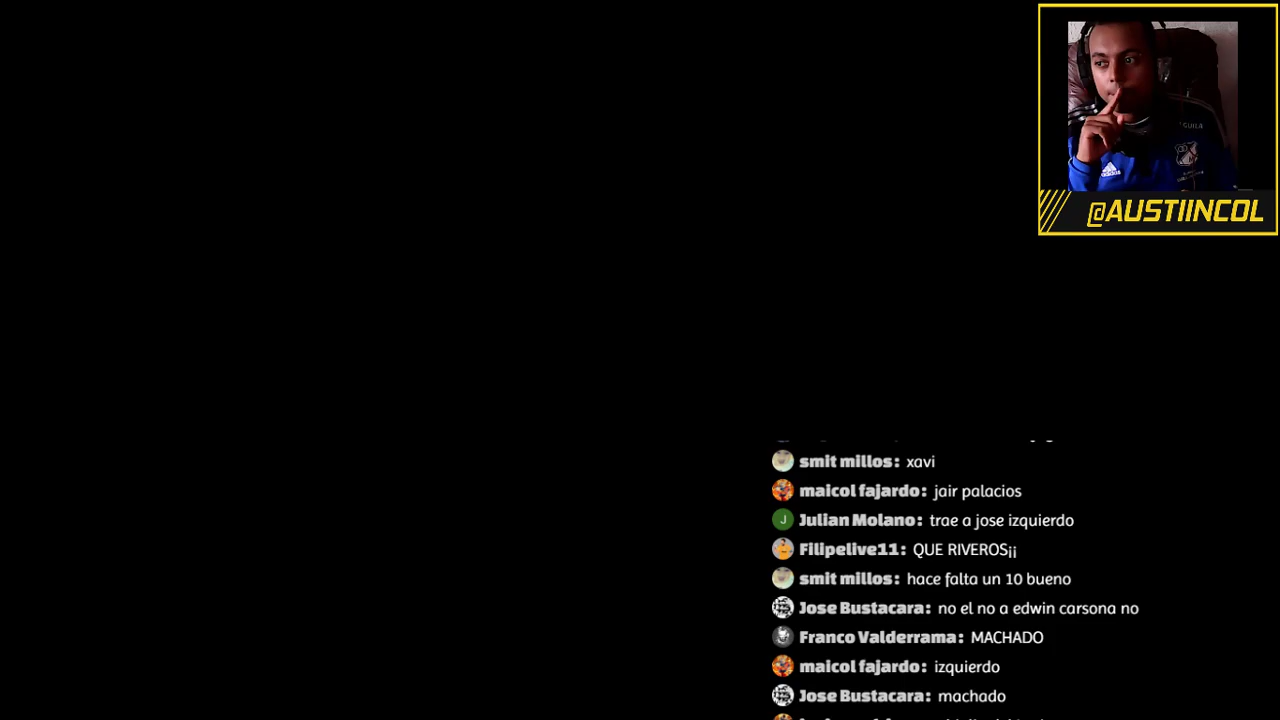 GUILA
@AUSTIINCOL
smit millos: xavi
maicol fajardo: jair palacios
J Julian Molano: trae a jose izquierdo
Filipelive11: QUE RIVEROS¡¡
smit millos: hace falta un 10 bueno
Jose Bustacara: no el no a edwin carsona no
Franco Valderrama: MACHADO
maicol fajardo: izquierdo
Jose Bustacara: machado